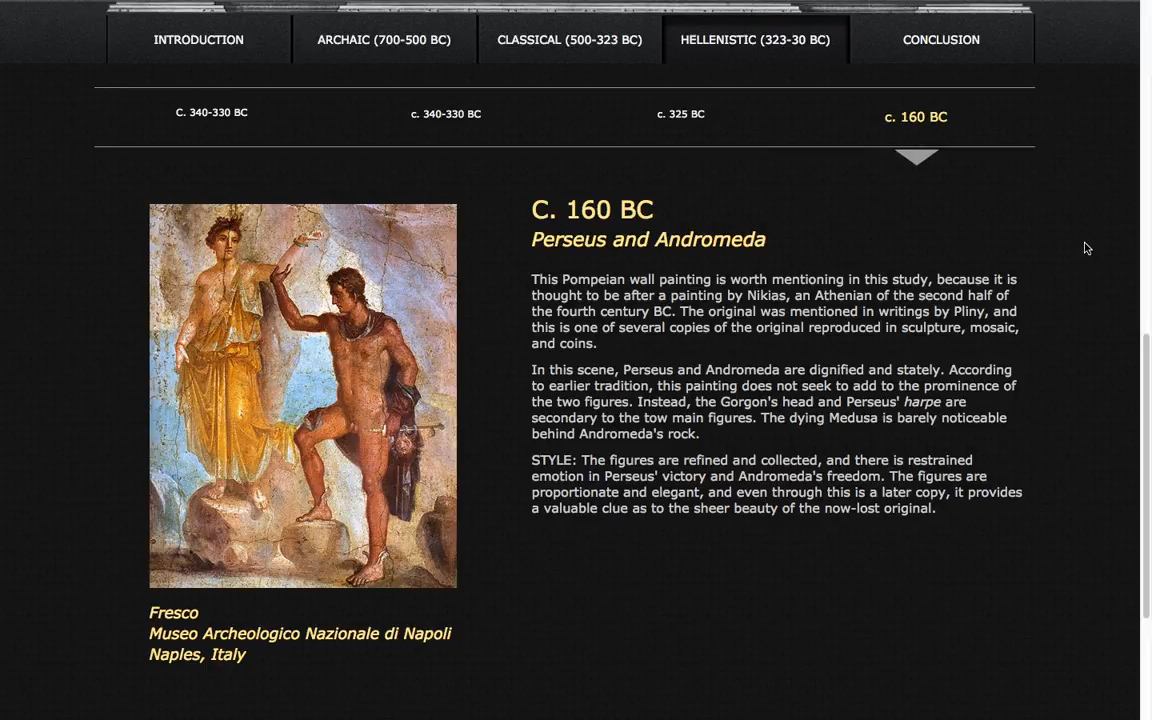 INTRODUCTION
ARCHAIC (700-500 BC)
CLASSICAL (500-323 BC)
HELLENISTIC (323-30 BC)
CONCLUSION
C. 340-330 BC
c. 340-330 BC
c. 325 BC
c. 160 BC
C. 160 BC
Perseus and Andromeda
This Pompeian wall painting is worth mentioning in this study, because it is
thought to be after a painting by Nikias, an Athenian of the second half of
the fourth century BC. The original was mentioned in writings by Pliny, and
this is one of several copies of the original reproduced in sculpture, mosaic,
and coins.
In this scene, Perseus and Andromeda are dignified and stately. According
to earlier tradition, this painting does not seek to add to the prominence of
the two figures. Instead, the Gorgon's head and Perseus' harpe are
secondary to the tow main figures. The dying Medusa is barely noticeable
behind Andromeda's rock.
STYLE: The figures are refined and collected, and there is restrained
emotion in Perseus' victory and Andromeda's freedom. The figures are
proportionate and elegant, and even through this is a later copy, it provides
a valuable clue as to the sheer beauty of the now-lost original.
Fresco
Museo Archeologico Nazionale di Napoli
Naples, Italy